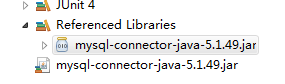 JUnit 4
Referenced Libraries
mysql-connector-java-5.1.49.jar
mysql-connector-java-5.1.49.jar